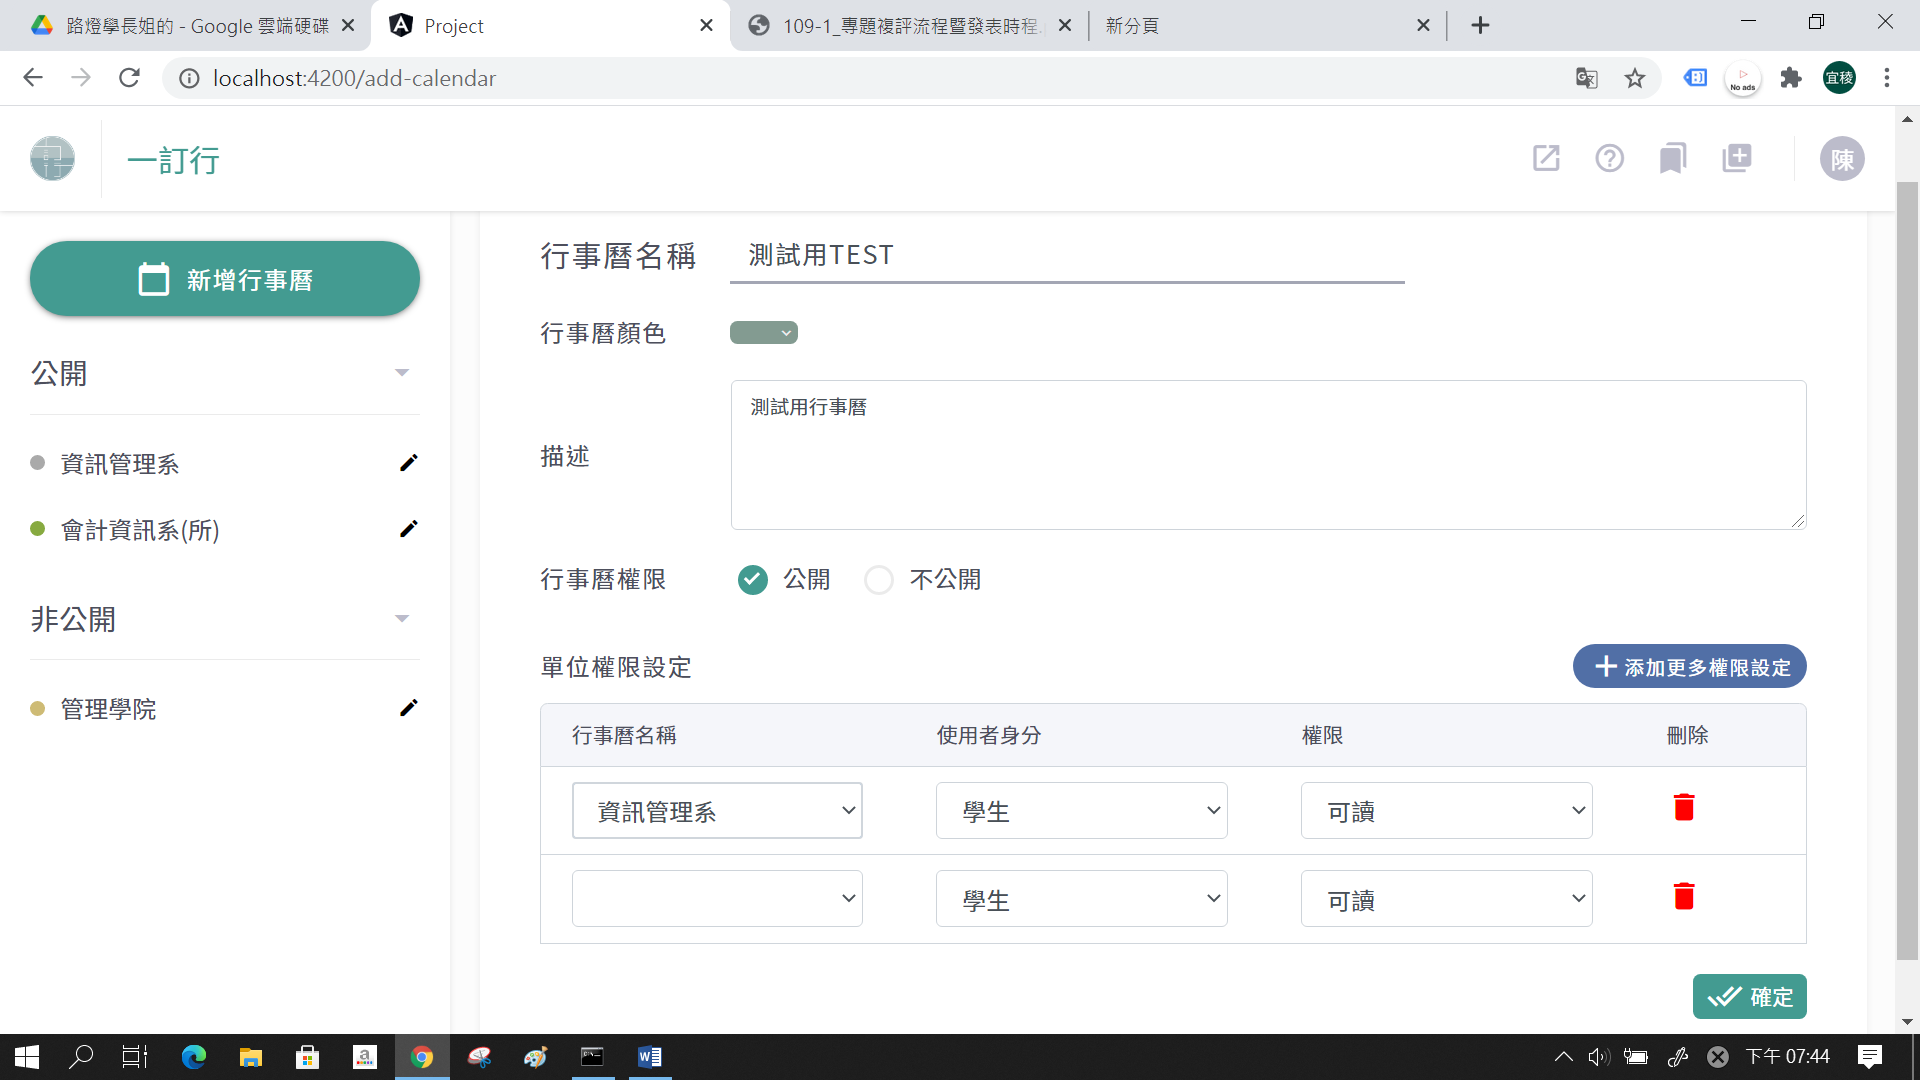 路燈學長姐的 - Google 雲端硬碟
Project
109-1_專題複評流程暨發表時程.
新分頁
localhost:4200/add-calendar
No ads
宜稜
一訂行
陳
新增行事曆
公開
資訊管理系
會計資訊系(所)
非公開
管理學院
行事曆名稱
測試用TEST
行事曆顏色
描述
測試用行事曆
行事曆權限
公開
不公開
單位權限設定
添加更多權限設定
行事曆名稱 使用者身分 權限 刪除
資訊管理系 學生 可讀
學生 可讀
確定
下午 07:44